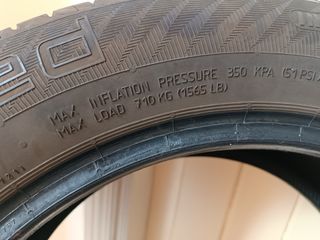 MAX INFLATION PRESSURE 350 KPA (51 PSI)
MAX LOAD 710 KG (1565 LB)